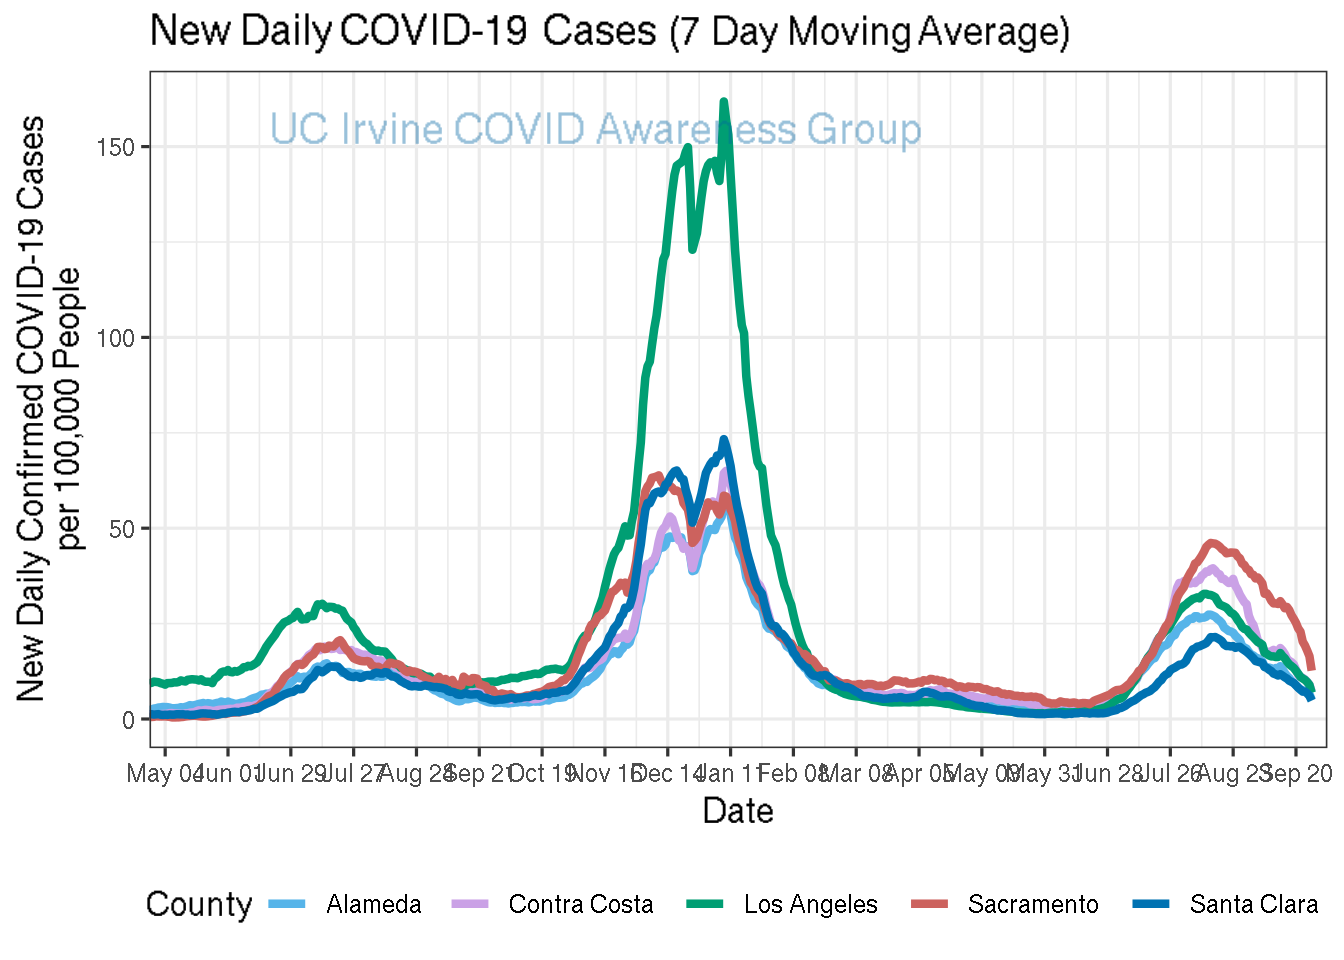 New Daily COVID-19 Cases (7 Day Moving Average)
UC Irvine COVID Awareness Group
New Daily Confirmed COVID-19 Cases
per 100,000 People
150
100
50
0
May 04 Jun 01 Jun 29 Jul 27 Aug 24 Sep 21 Oct 19 Nov 16 Dec 14 Jan 11 Feb 08 Mar 08 Apr 05 May 03 May 31 Jun 28 Jul 26 Aug 23 Sep 20
Date
County Alameda Contra Costa Los Angeles Sacramento Santa Clara